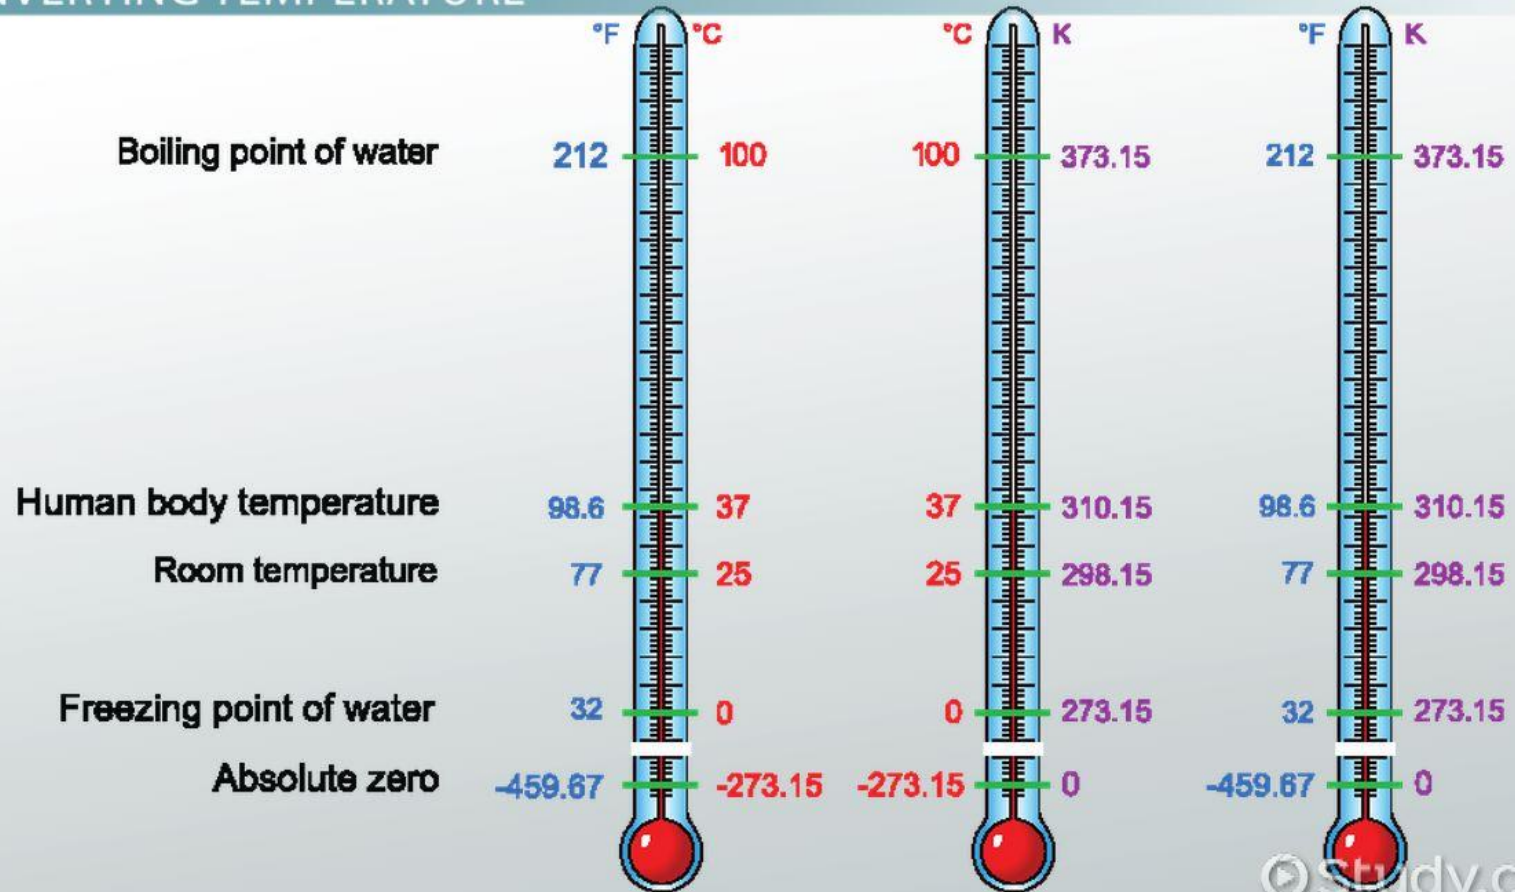 °F °C °C K °F K
Boiling point of water 212 100 100 373.15 212 373.15
Human body temperature 98.6 37 37 310.15 98.6 310.15
Room temperature 77 25 25 298.15 77 298.15
Freezing point of water 32 0 0 273.15 32 273.15
Absolute zero -459.67 -273.15 -273.15 0 -459.67 0